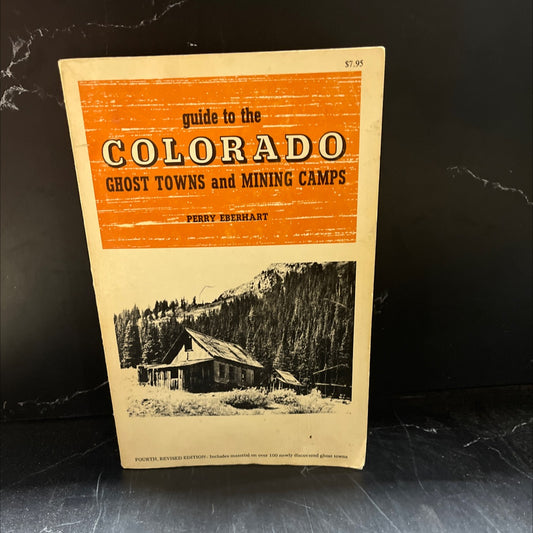 $7.95
guide to the
COLORADO
GHOST TOWNS and MINING CAMPS
PERRY EBERHART
FOURTH, REVISED EDITION: Includes material on over 100 newly discovered ghost towns